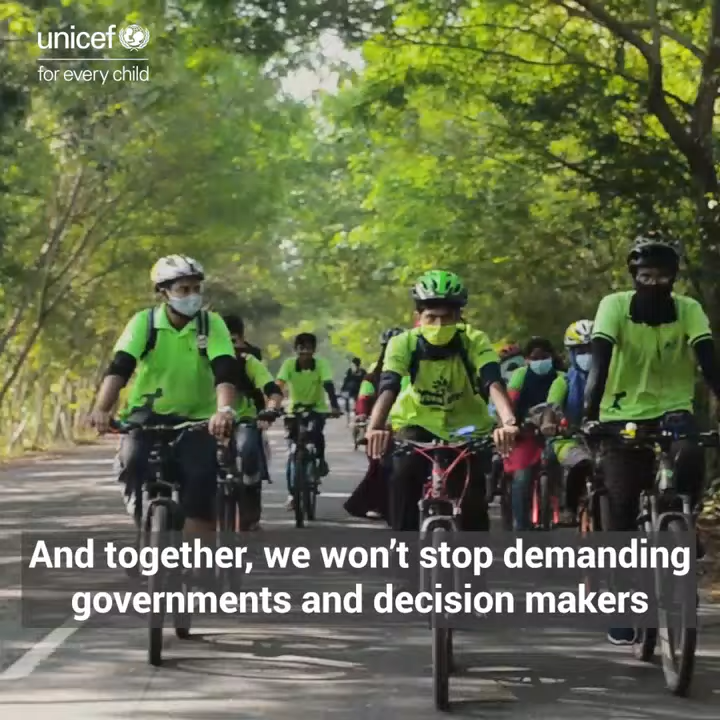 unicef
for every child
And together, we won't stop demanding
governments and decision makers